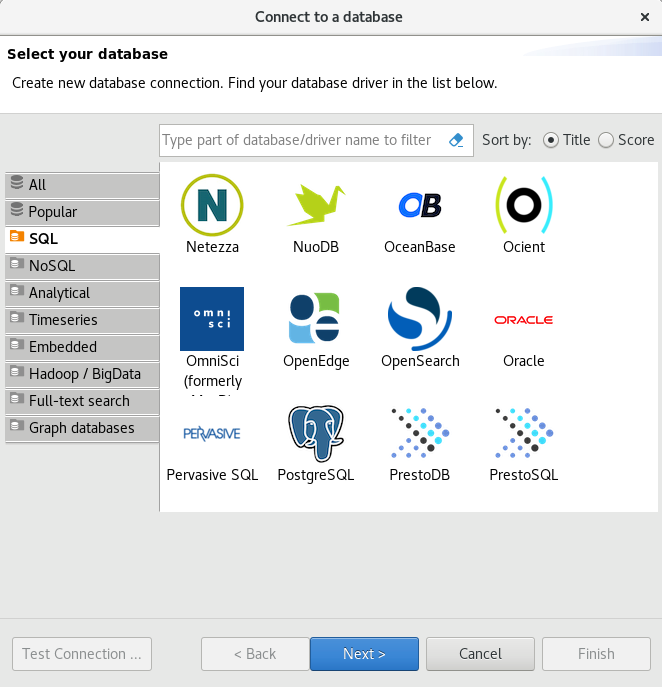 Connect to a database
Select your database
Create new database connection. Find your database driver in the list below.
Type part of database/driver name to filter
Sort by: Title Score
All
Popular
SQL
NoSQL
Analytical
Timeseries
Embedded
Hadoop / BigData
Full-text search
Graph databases
N
OB
Netezza NuoDB OceanBase Ocient
omni
sci
ORACLE
OmniSci OpenEdge OpenSearch Oracle
(formerly
PERVASIVE
Pervasive SQL PostgreSQL PrestoDB PrestoSQL
Test Connection ... < Back Next > Cancel Finish